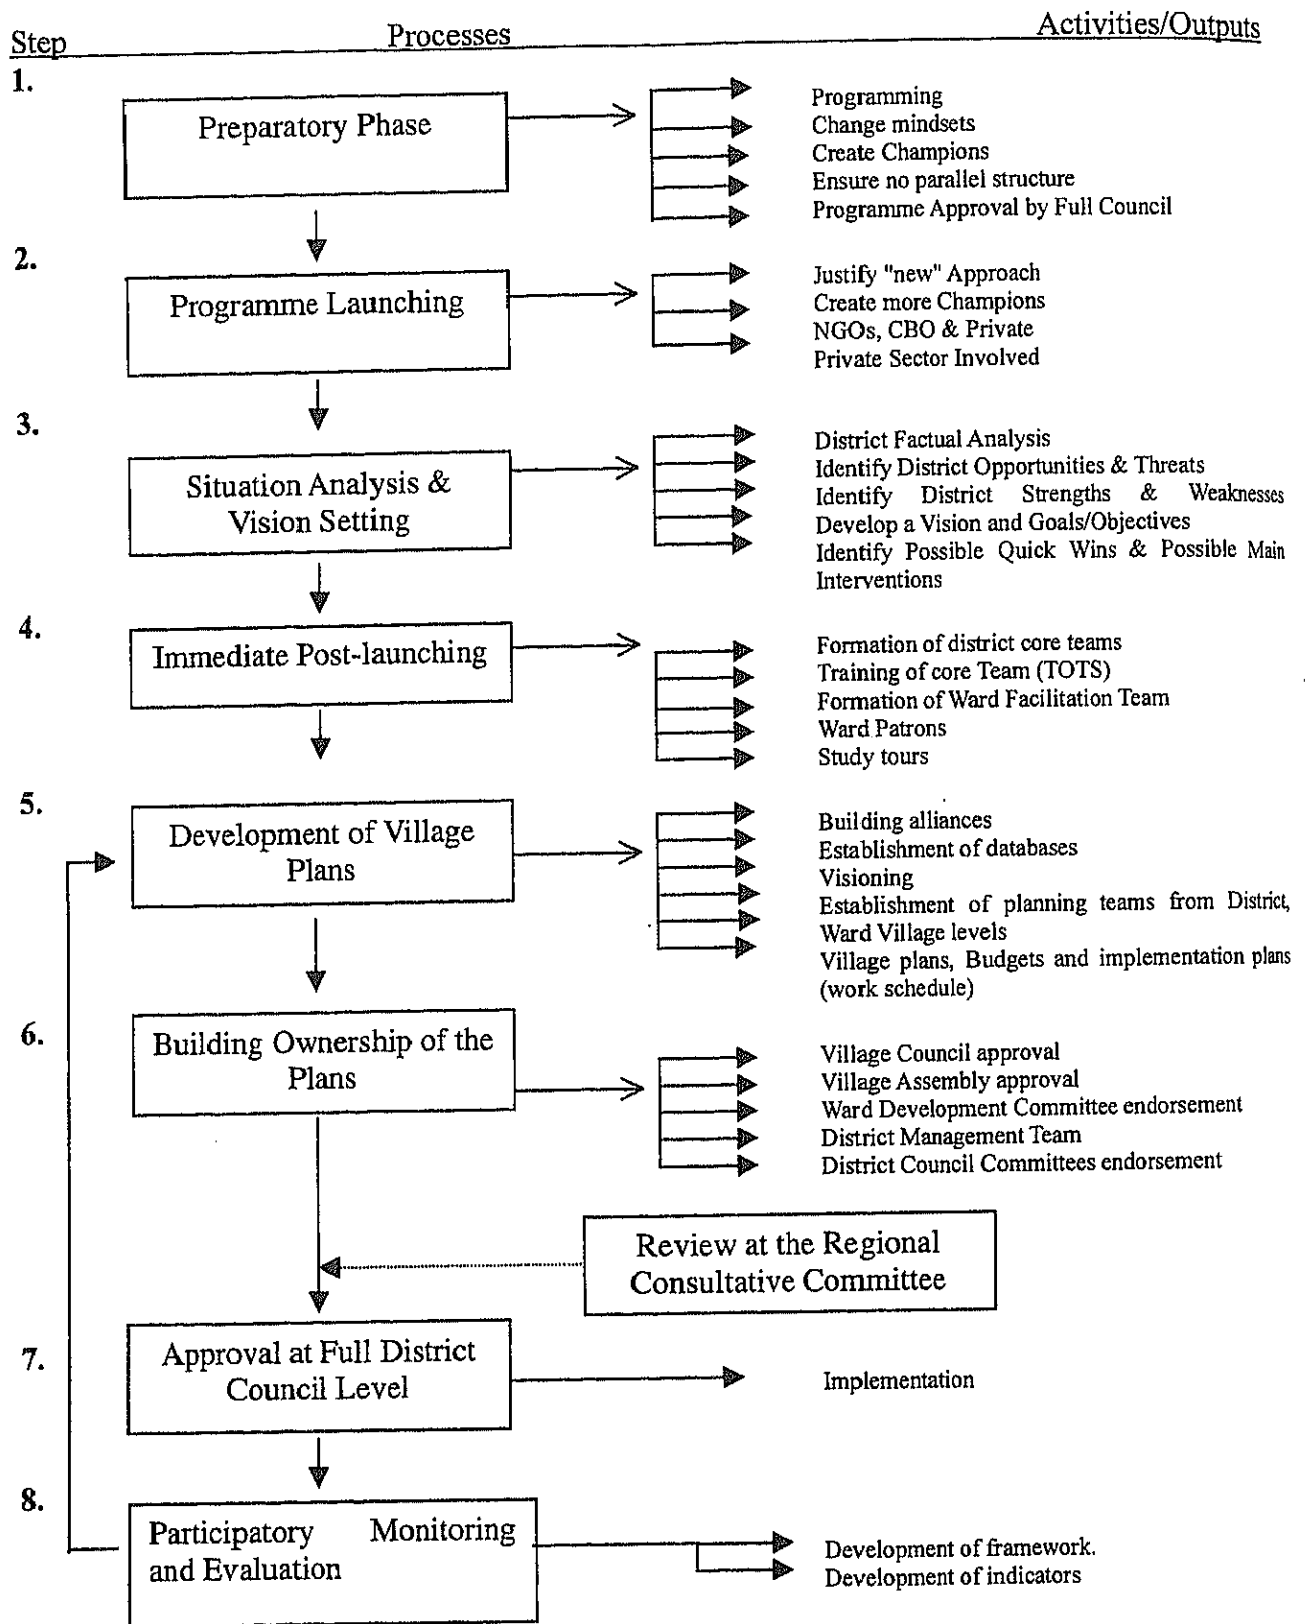 Step Processes Activities/Outputs
1.
Preparatory Phase
Programming
Change mindsets
Create Champions
Ensure no parallel structure
Programme Approval by Full Council
2.
Programme Launching
Justify "new" Approach
Create more Champions
NGOs, CBO & Private
Private Sector Involved
3.
Situation Analysis &
Vision Setting
District Factual Analysis
Identify District Opportunities & Threats
Identify District Strengths & Weaknesses
Develop a Vision and Goals/Objectives
Identify Possible Quick Wins & Possible Main
Interventions
4.
Immediate Post-launching
Formation of district core teams
Training of core Team (TOTS)
Formation of Ward Facilitation Team
Ward Patrons
Study tours
5.
Development of Village
Plans
Building alliances
Establishment of databases
Visioning
Establishment of planning teams from District,
Ward Village levels
Village plans, Budgets and implementation plans
(work schedule)
6.
Building Ownership of the
Plans
Village Council approval
Village Assembly approval
Ward Development Committee endorsement
District Management Team
District Council Committees endorsement
Review at the Regional
Consultative Committee
7.
Approval at Full District
Council Level
Implementation
8.
Participatory Monitoring
and Evaluation
Development of framework.
Development of indicators